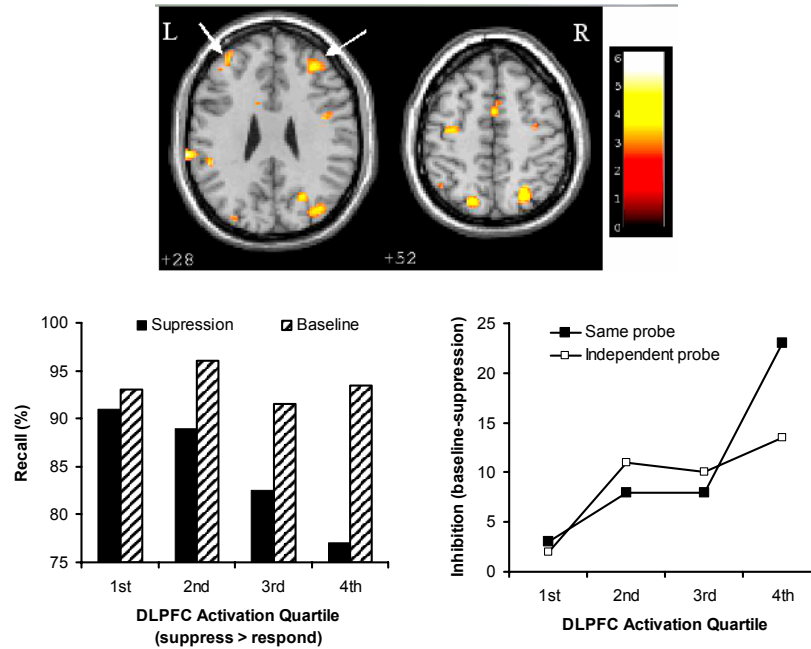 L
R
+28
+52
6
5
4
3
2
1
0
100
95
90
85
80
75
Recall (%)
Supression
Baseline
1st 2nd 3rd 4th
DLPFC Activation Quartile
(suppress > respond)
25
20
15
10
5
0
Inhibition (baseline-suppression)
Same probe
Independent probe
1st 2nd 3rd 4th
DLPFC Activation Quartile